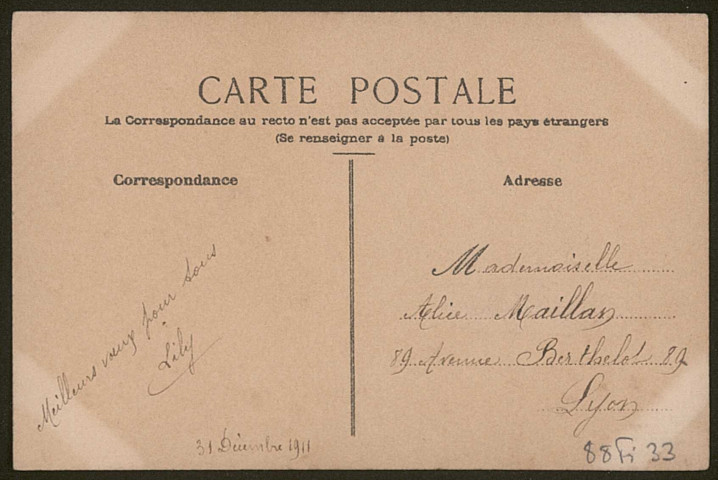 CARTE POSTALE
La Correspondance au recto n'est pas acceptée par tous les pays étrangers
(Se renseigner à la poste)
Correspondance
Adresse
Meilleurs vœux pour tous
Lily
31 Décembre 1911
Mademoiselle
Alice Maillan
89 Avenue Berthelot 89
Lyon
88Fi 33